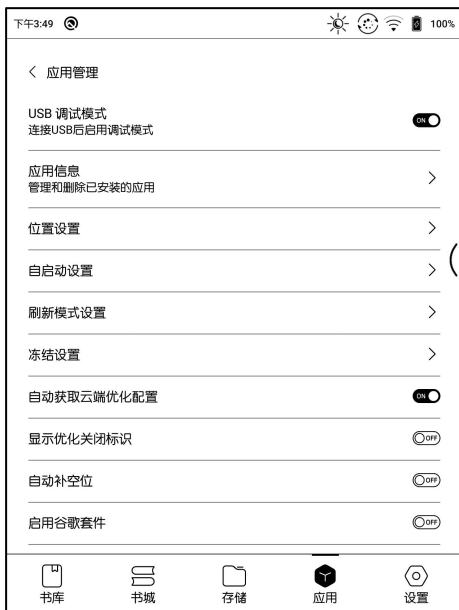 下午3:49
100%
应用管理
USB 调试模式
连接USB后启用调试模式
ON
应用信息
管理和删除已安装的应用
位置设置
自启动设置
刷新模式设置
冻结设置
自动获取云端优化配置
ON
显示优化关闭标识
OFF
自动补空位
OFF
启用谷歌套件
OFF
书库
书城
存储
应用
设置